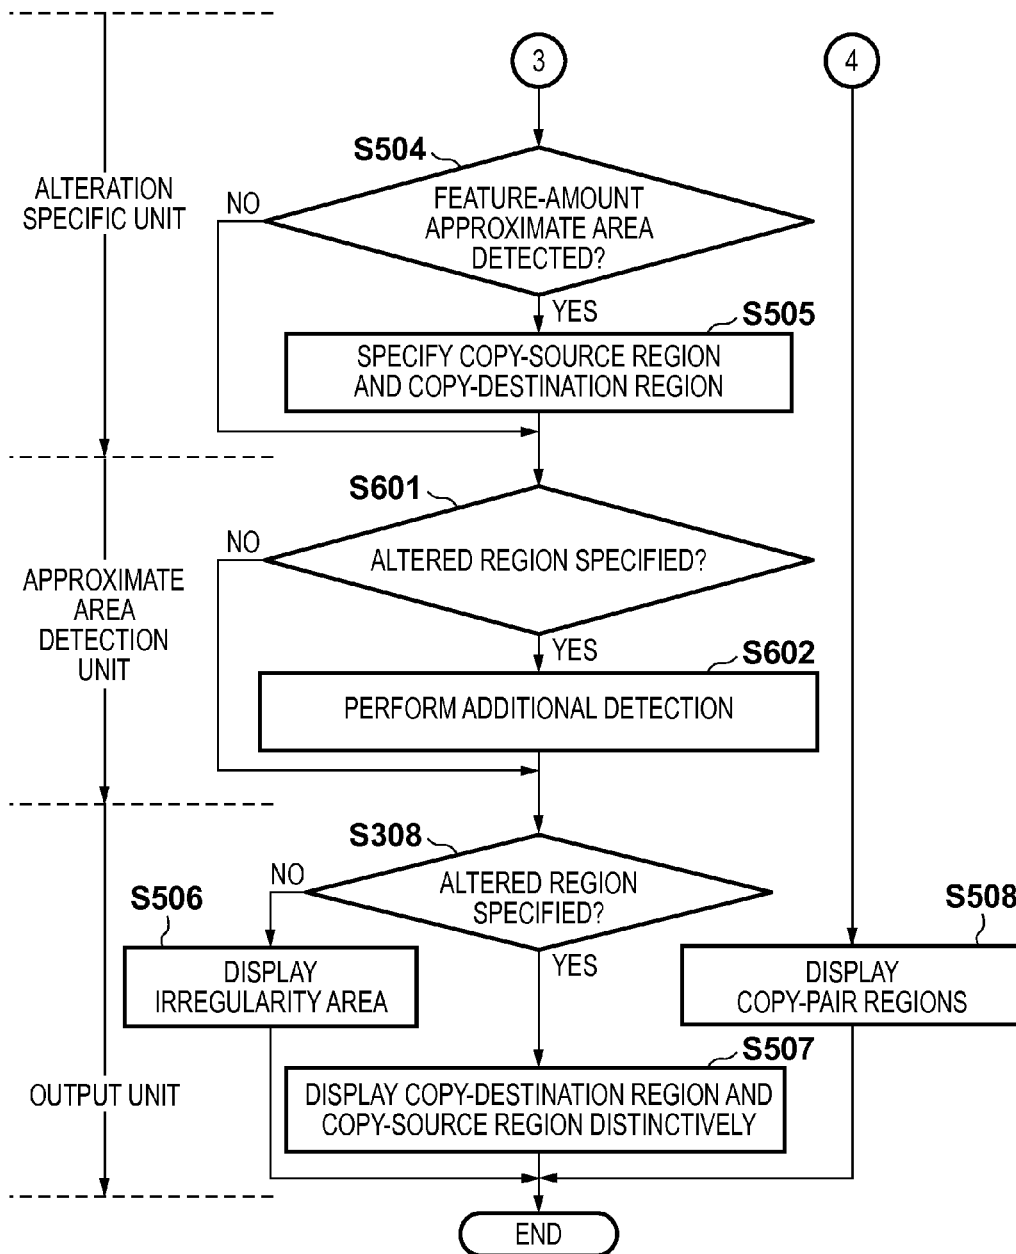 3
4
S504
ALTERATION
SPECIFIC UNIT
NO
FEATURE-AMOUNT
APPROXIMATE AREA
DETECTED?
YES
S505
SPECIFY COPY-SOURCE REGION
AND COPY-DESTINATION REGION
S601
NO
ALTERED REGION SPECIFIED?
APPROXIMATE
AREA
DETECTION
UNIT
YES
S602
PERFORM ADDITIONAL DETECTION
S308
NO
ALTERED REGION
SPECIFIED?
S506
S508
YES
DISPLAY
IRREGULARITY AREA
DISPLAY
COPY-PAIR REGIONS
S507
OUTPUT UNIT
DISPLAY COPY-DESTINATION REGION AND
COPY-SOURCE REGION DISTINCTIVELY
END